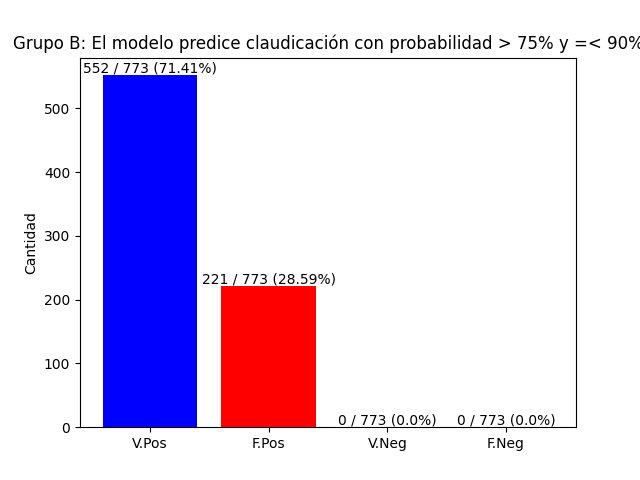 Grupo B: El modelo predice claudicación con probabilidad > 75% y =< 90%
552 / 773 (71.41%)
221 / 773 (28.59%)
0 / 773 (0.0%)
0 / 773 (0.0%)
Cantidad
500
400
300
200
100
0
V.Pos
F.Pos
V.Neg
F.Neg